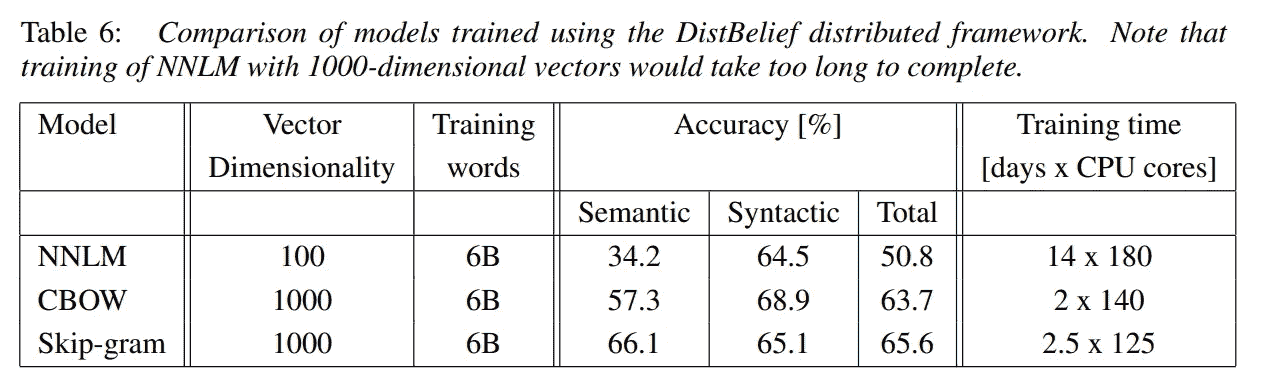 Table 6: Comparison of models trained using the DistBelief distributed framework. Note that
training of NNLM with 1000-dimensional vectors would take too long to complete.
Model Vector Training Accuracy [%] Training time
Dimensionality words [days x CPU cores]
Semantic Syntactic Total
NNLM 100 6B 34.2 64.5 50.8 14 x 180
CBOW 1000 6B 57.3 68.9 63.7 2 x 140
Skip-gram 1000 6B 66.1 65.1 65.6 2.5 x 125